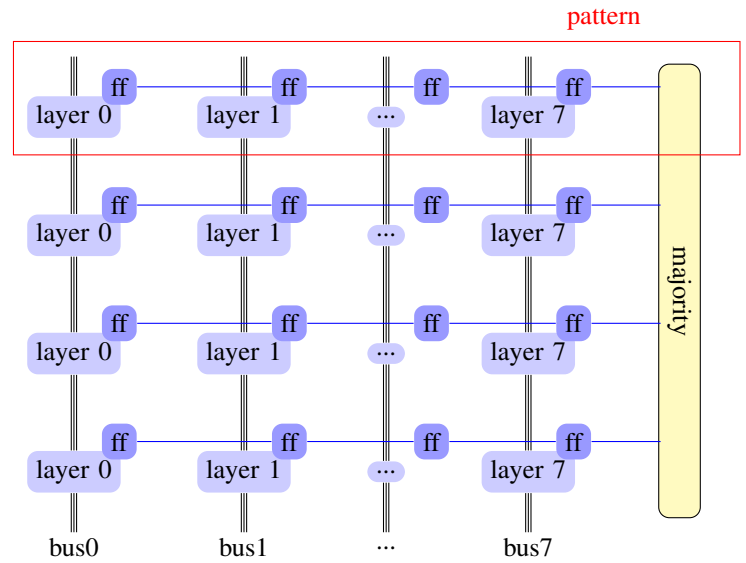 pattern
ff ff ff ff
layer 0 layer 1 ... layer 7
ff ff ff ff
layer 0 layer 1 ... layer 7
majority
ff ff ff ff
layer 0 layer 1 ... layer 7
ff ff ff ff
layer 0 layer 1 ... layer 7
bus0 bus1 ... bus7